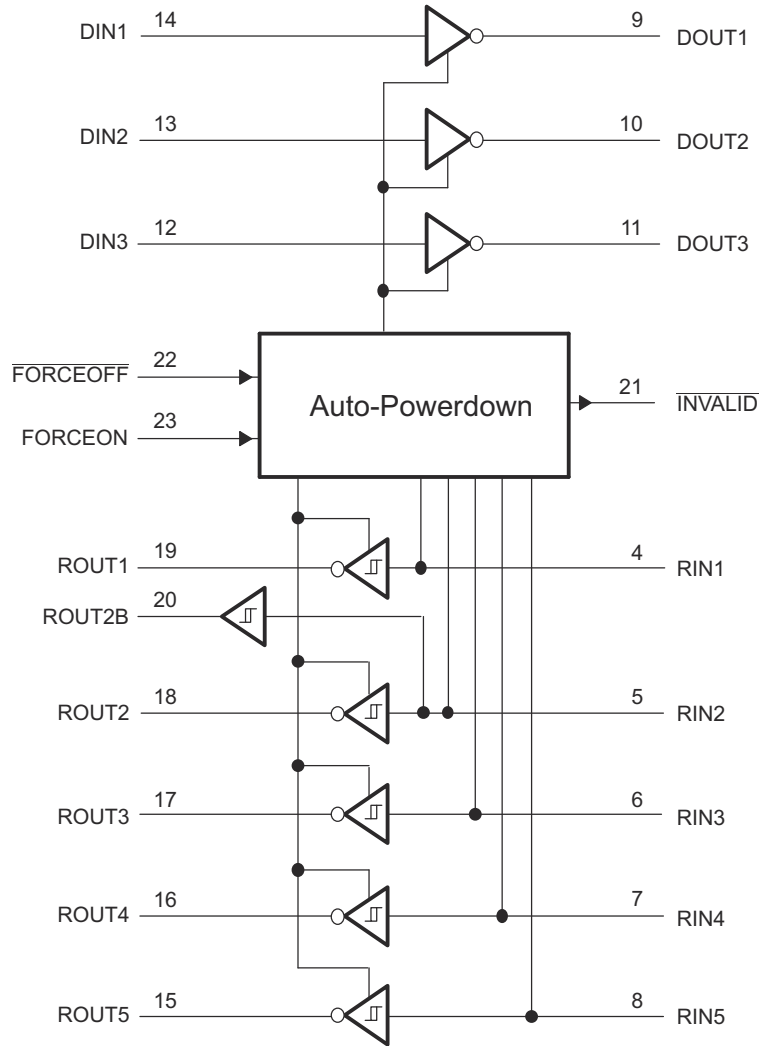 DIN1 14 9 DOUT1
DIN2 13 10 DOUT2
DIN3 12 11 DOUT3
FORCEOFF 22
Auto-Powerdown
21 INVALID
FORCEON 23
ROUT1 19 4 RIN1
ROUT2B 20
ROUT2 18 5 RIN2
ROUT3 17 6 RIN3
ROUT4 16 7 RIN4
ROUT5 15 8 RIN5